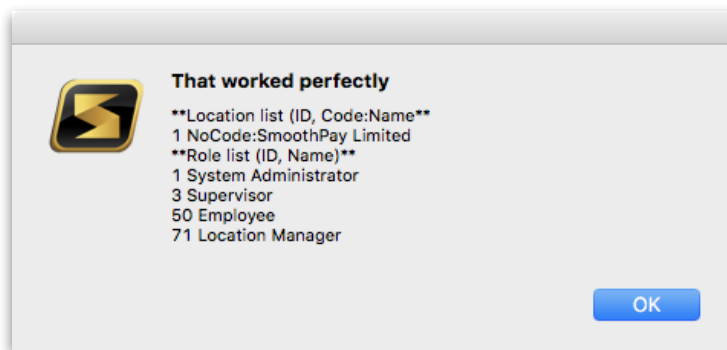 That worked perfectly
**Location list (ID, Code:Name**
1 NoCode:SmoothPay Limited
**Role list (ID, Name)**
1 System Administrator
3 Supervisor
50 Employee
71 Location Manager
OK